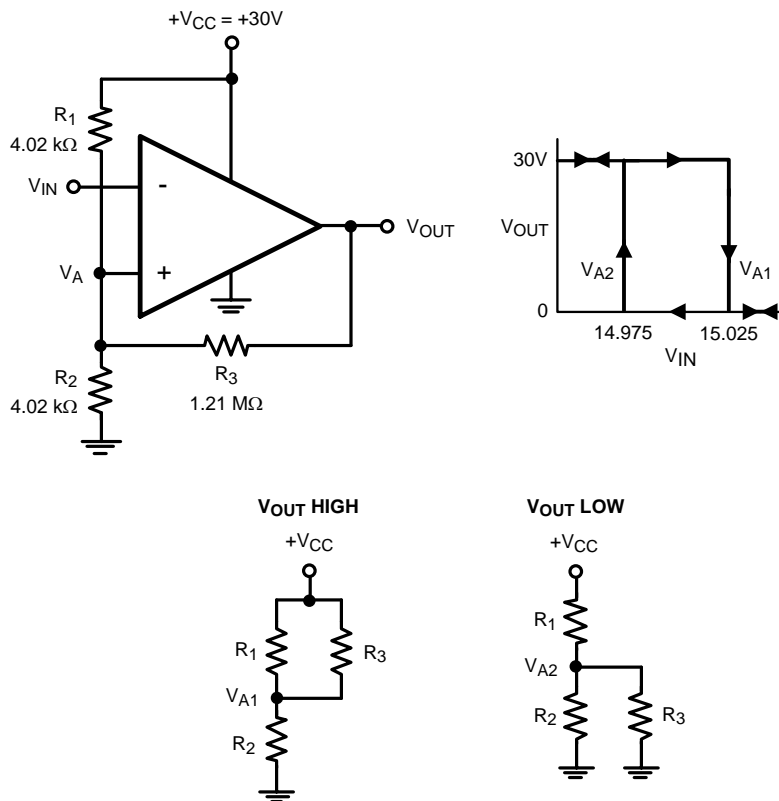 +VCC = +30V
R1
4.02 kΩ
VIN
-
VA
+
VOUT
R2
4.02 kΩ
R3
1.21 MΩ
30V
VOUT
VA2
VA1
0
14.975
15.025
VIN
VOUT HIGH
+VCC
R1
R3
VA1
R2
VOUT LOW
+VCC
R1
VA2
R2
R3